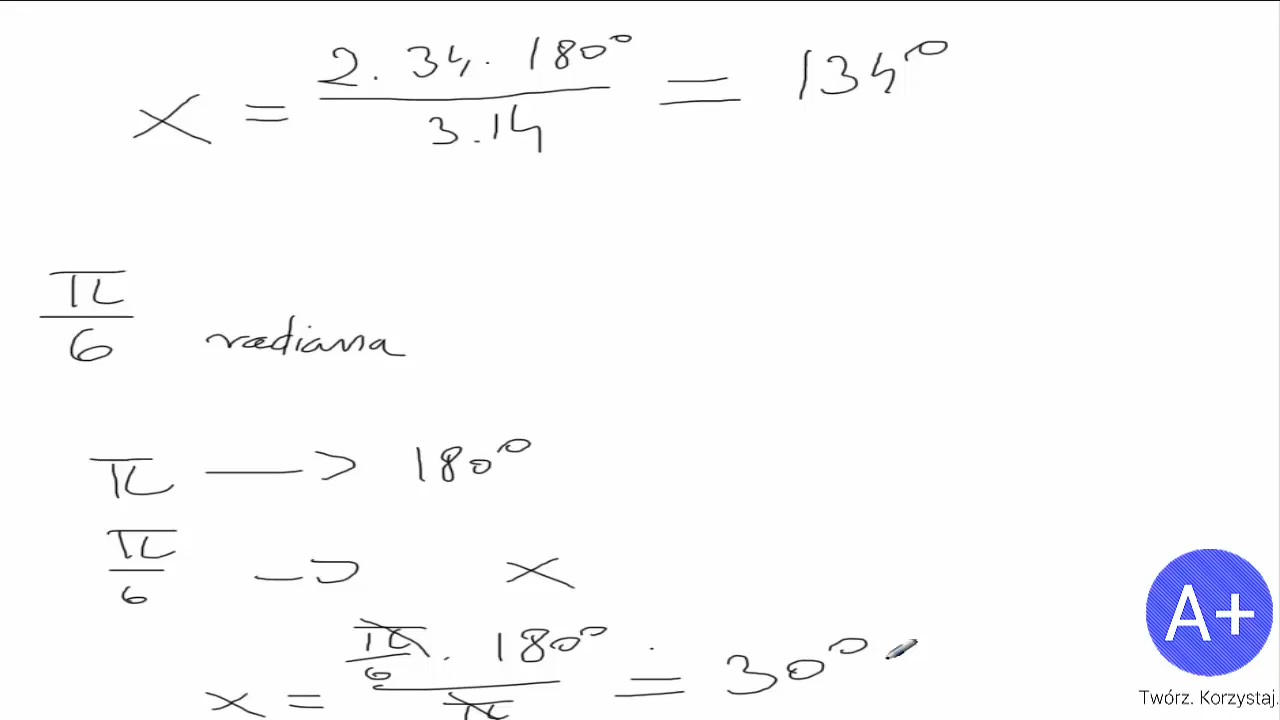 x = 2.34·180° / 3.14 = 134°
π/6 radiana
π —> 180°
π/6 —> x
x = π/6 · 180° / π = 30°
A+
Twórz. Korzystaj.